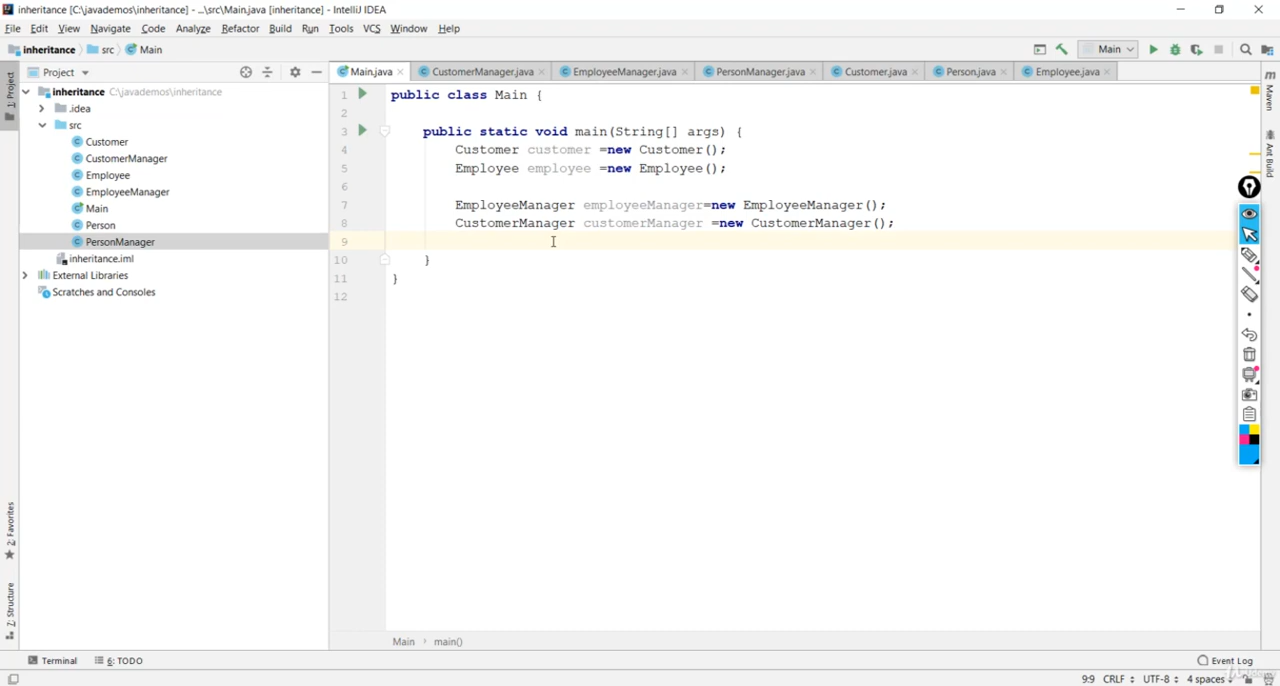 inheritance [C:\javademos\inheritance] - ...\src\Main.java [inheritance] - IntelliJ IDEA
File Edit View Navigate Code Analyze Refactor Build Run Tools VCS Window Help
inheritance src Main
Main
Project
Main.java CustomerManager.java EmployeeManager.java PersonManager.java Customer.java Person.java Employee.java
1: Project
inheritance C:\javademos\inheritance
.idea
src
Customer
CustomerManager
Employee
EmployeeManager
Main
Person
PersonManager
inheritance.iml
External Libraries
Scratches and Consoles
2: Favorites
Z: Structure
1 public class Main {
2
3 public static void main(String[] args) {
4 Customer customer =new Customer();
5 Employee employee =new Employee();
6
7 EmployeeManager employeeManager=new EmployeeManager();
8 CustomerManager customerManager =new CustomerManager();
9
10 }
11 }
12
m
Maven
Ant Build
Main main()
Terminal 6: TODO Event Log
9:9 CRLF UTF-8 4 spaces